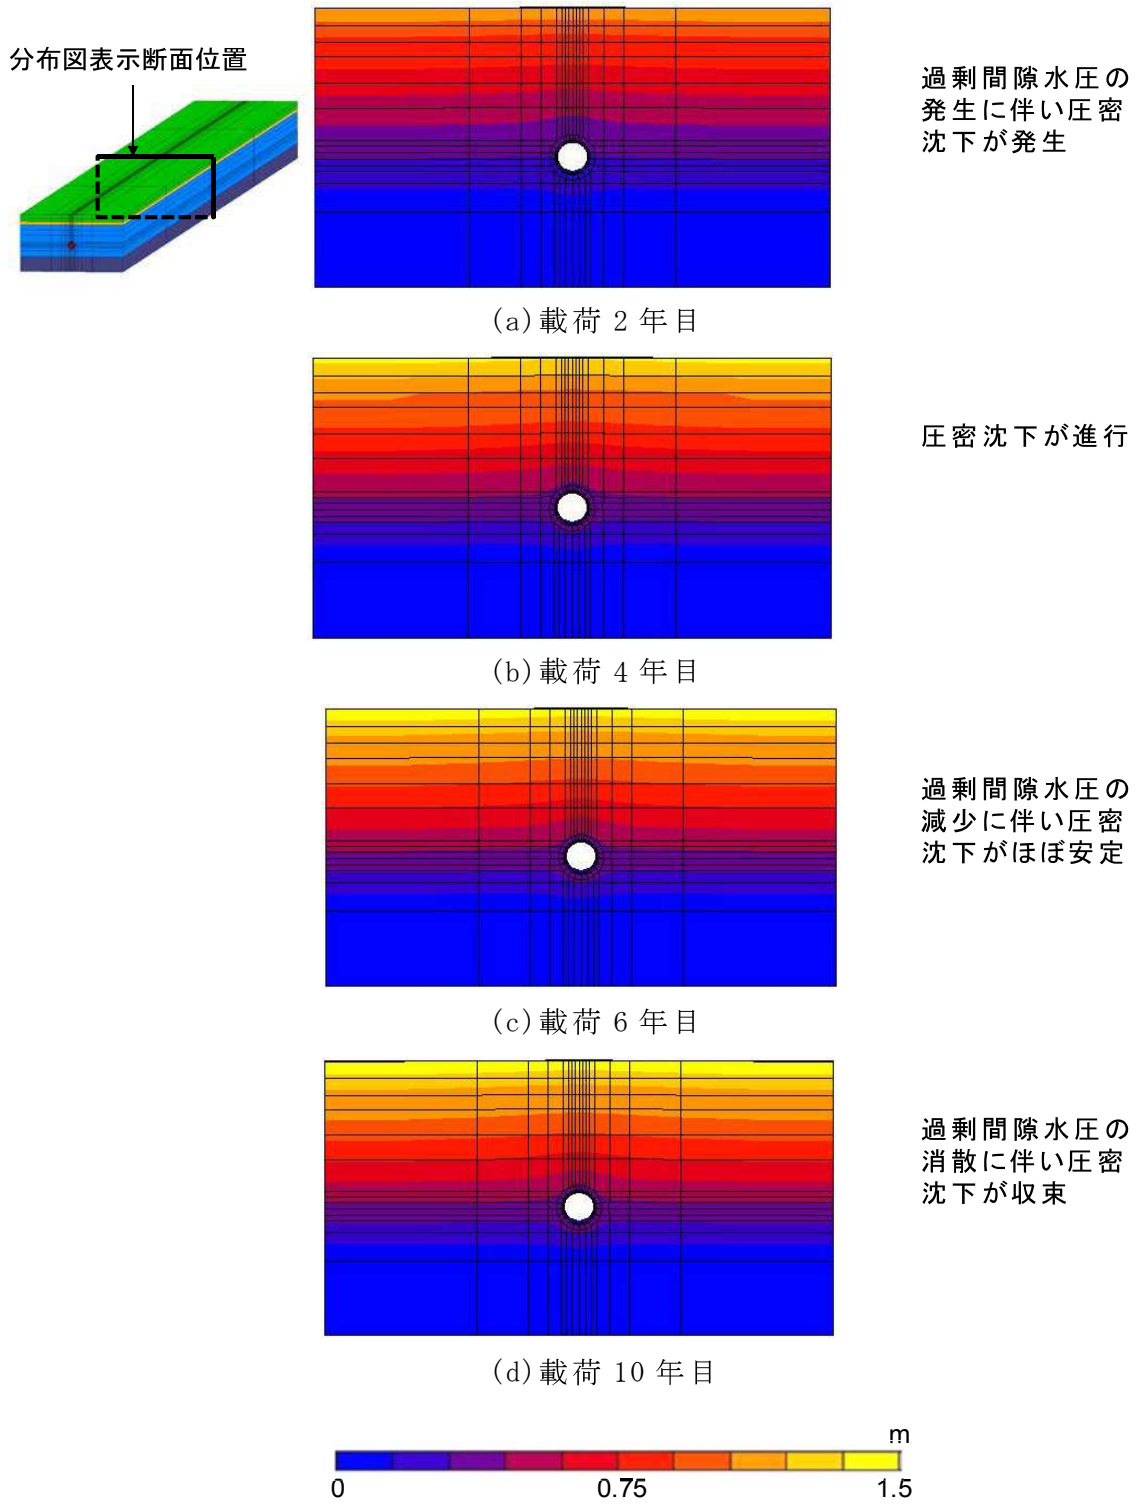 分布図表示断面位置
過剰間隙水圧の
発生に伴い圧密
沈下が発生
(a)載荷 2 年目
圧密沈下が進行
(b)載荷 4 年目
過剰間隙水圧の
減少に伴い圧密
沈下がほぼ安定
(c)載荷 6 年目
過剰間隙水圧の
消散に伴い圧密
沈下が収束
(d)載荷 10 年目
m
0 0.75 1.5